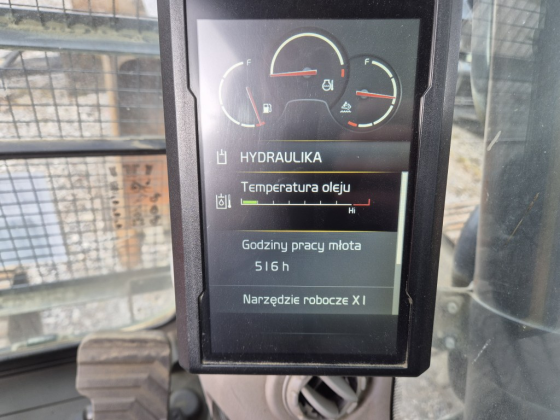 F
F
HYDRAULIKA
Temperatura oleju
Hi
Godziny pracy młota
516 h
Narzędzie robocze X1